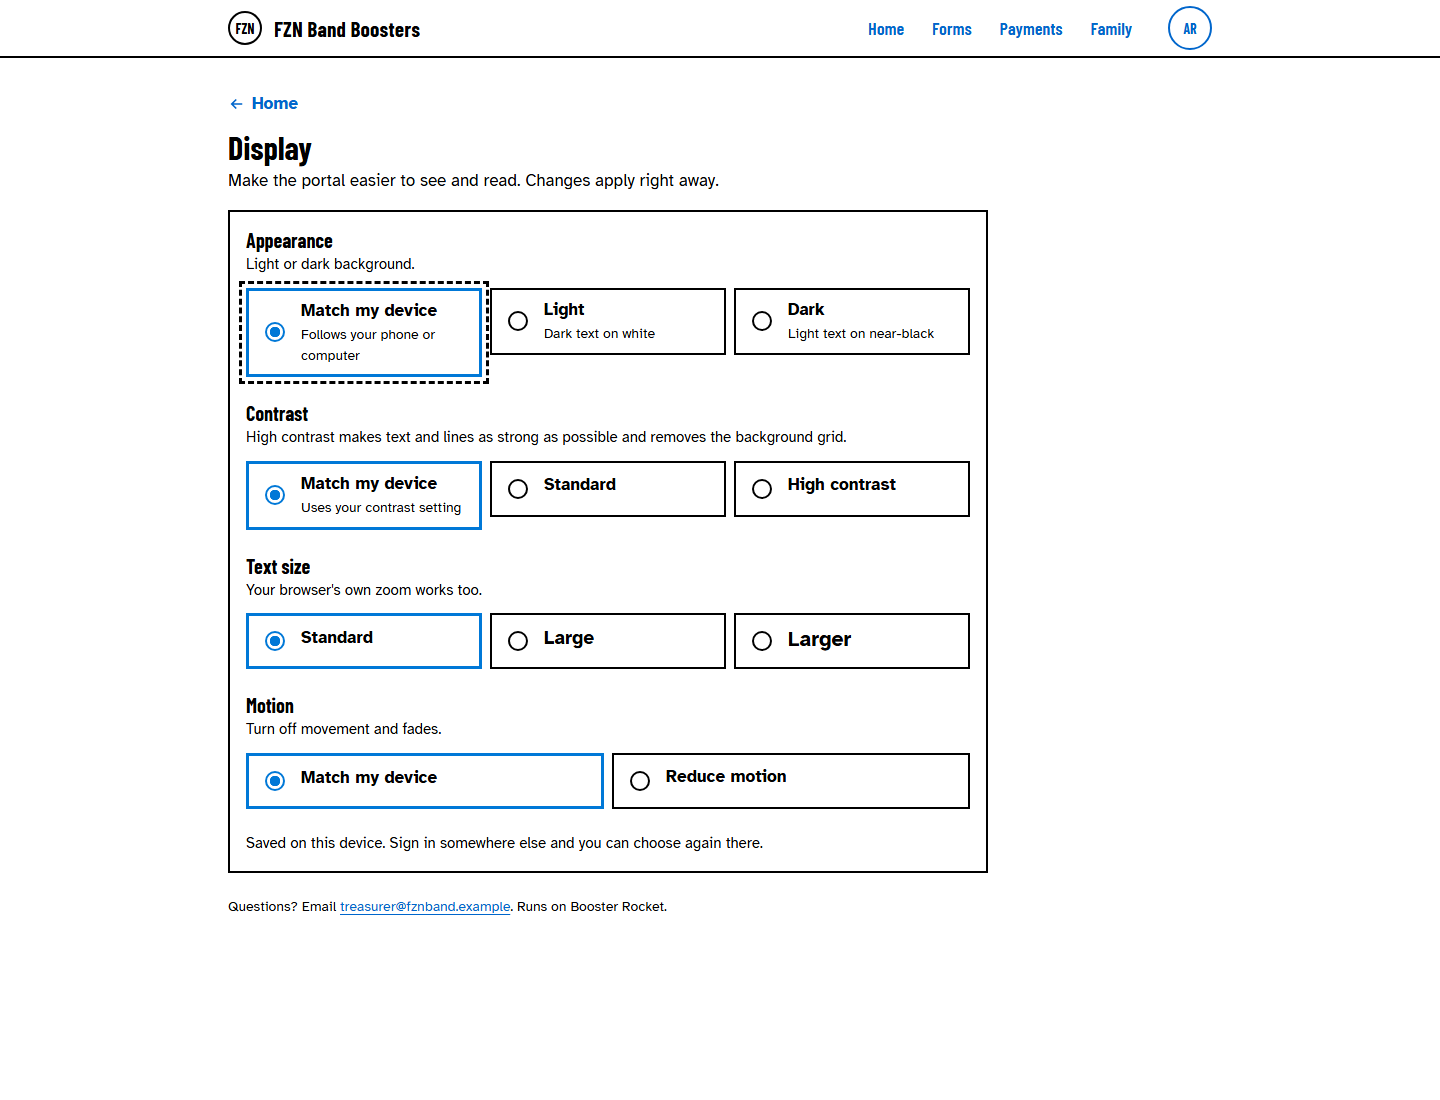 FZN FZN Band Boosters Home Forms Payments Family AR
← Home
Display
Make the portal easier to see and read. Changes apply right away.
Appearance
Light or dark background.
Match my device
Follows your phone or
computer
Light
Dark text on white
Dark
Light text on near-black
Contrast
High contrast makes text and lines as strong as possible and removes the background grid.
Match my device
Uses your contrast setting
Standard
High contrast
Text size
Your browser's own zoom works too.
Standard
Large
Larger
Motion
Turn off movement and fades.
Match my device
Reduce motion
Saved on this device. Sign in somewhere else and you can choose again there.
Questions? Email treasurer@fznband.example. Runs on Booster Rocket.